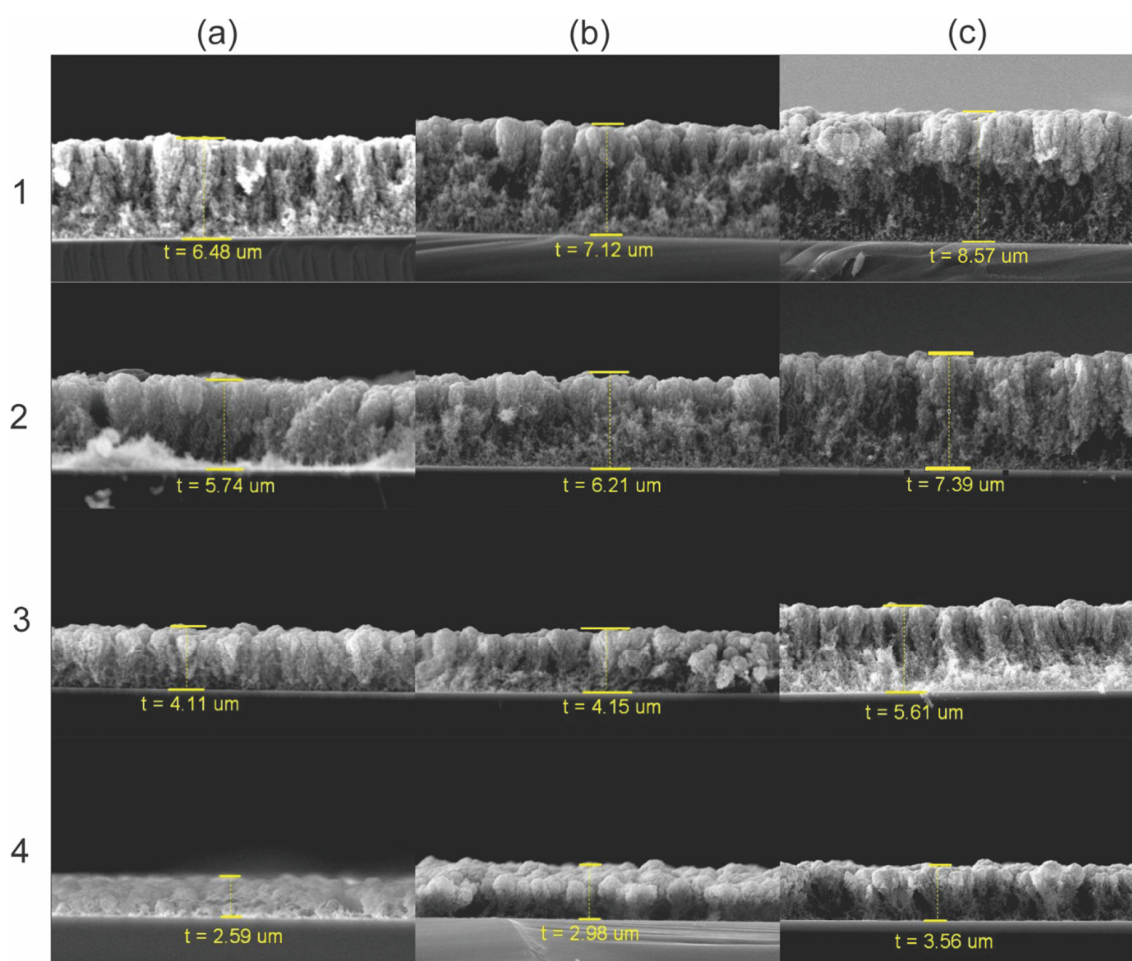 (a) (b) (c)
1
t = 6.48 um
t = 7.12 um
t = 8.57 um
2
t = 5.74 um
t = 6.21 um
t = 7.39 um
3
t = 4.11 um
t = 4.15 um
t = 5.61 um
4
t = 2.59 um
t = 2.98 um
t = 3.56 um